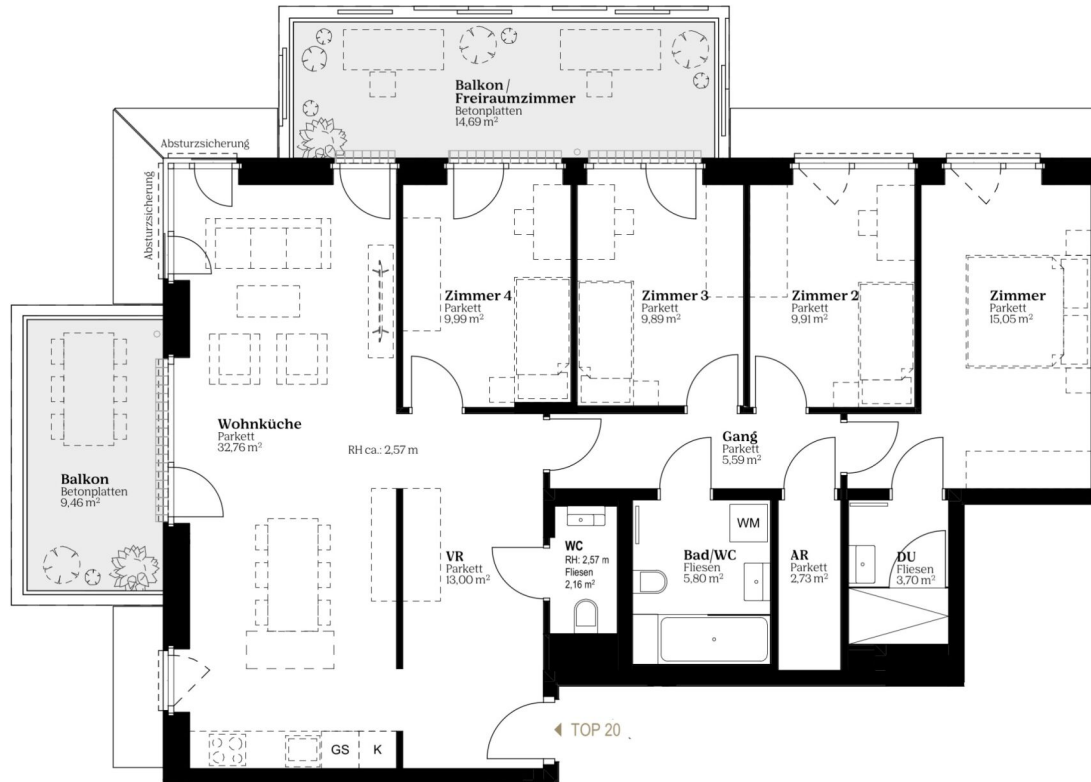 Balkon /
Freiraumzimmer
Betonplatten
14,69 m²
Absturzsicherung
Absturzsicherung
Zimmer 4
Parkett
9,99 m²
Zimmer 3
Parkett
9,89 m²
Zimmer 2
Parkett
9,91 m²
Zimmer
Parkett
15,05 m²
Wohnküche
Parkett
32,76 m²
RH ca.: 2,57 m
Gang
Parkett
5,59 m²
Balkon
Betonplatten
9,46 m²
VR
Parkett
13,00 m²
WC
RH: 2,57 m
Fliesen
2,16 m²
WM
Bad/WC
Fliesen
5,80 m²
AR
Parkett
2,73 m²
DU
Fliesen
3,70 m²
TOP 20
GS
K